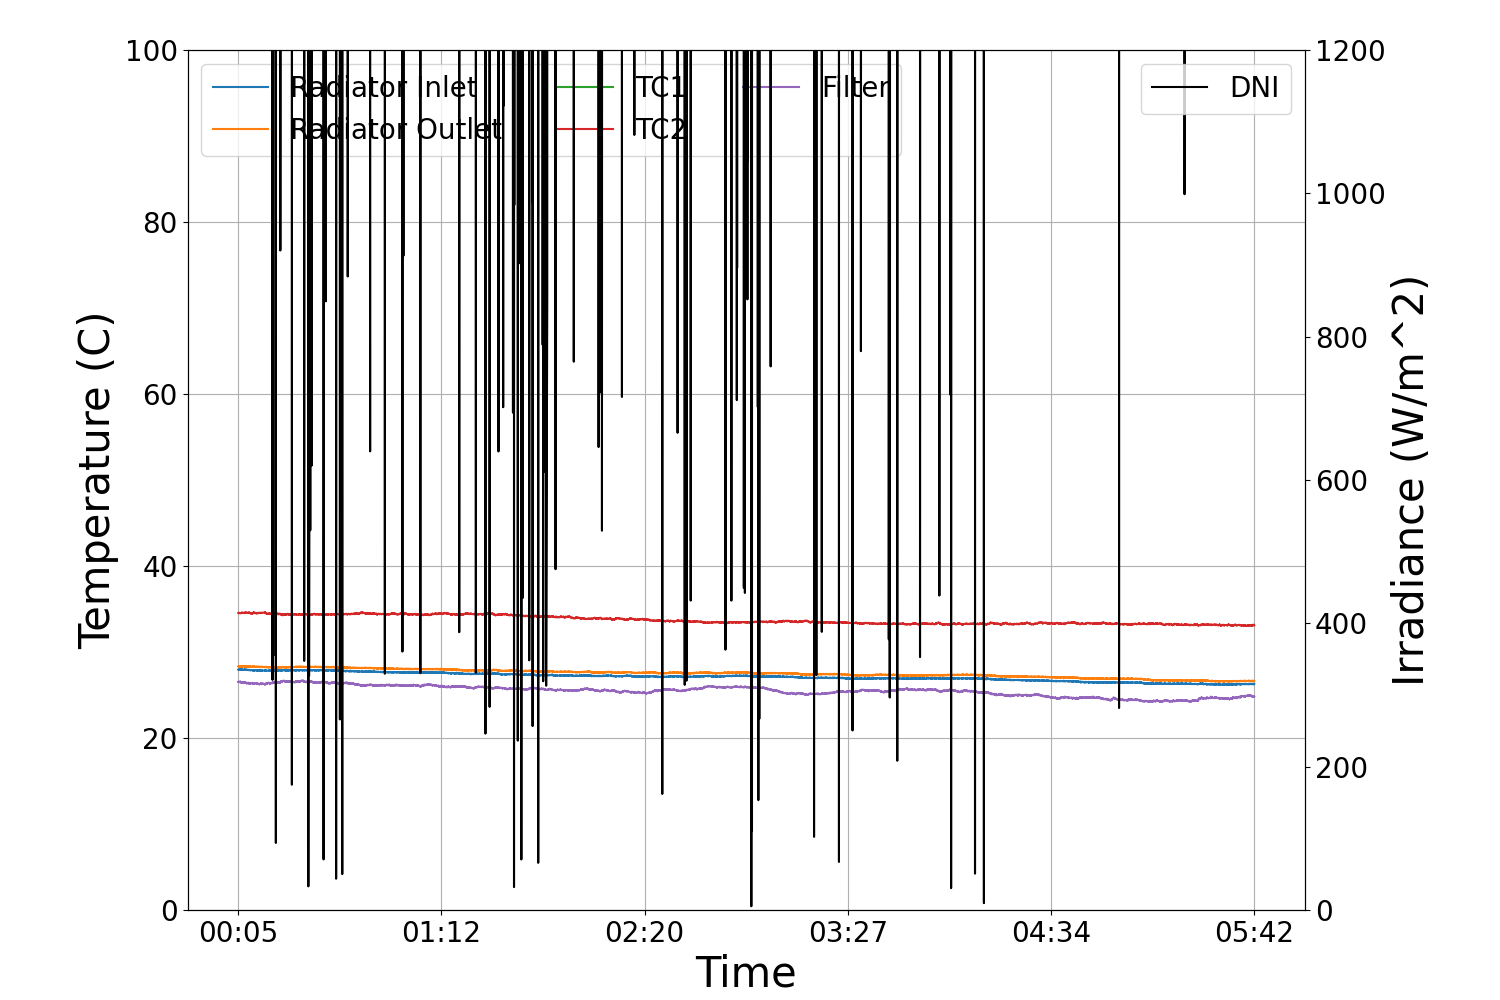 100
80
60
40
20
0
Temperature (C)
Radiator Inlet
Radiator Outlet
TC1
TC2
Filter
DNI
1200
1000
800
600
400
200
0
Irradiance (W/m^2)
00:05 01:12 02:20 03:27 04:34 05:42
Time